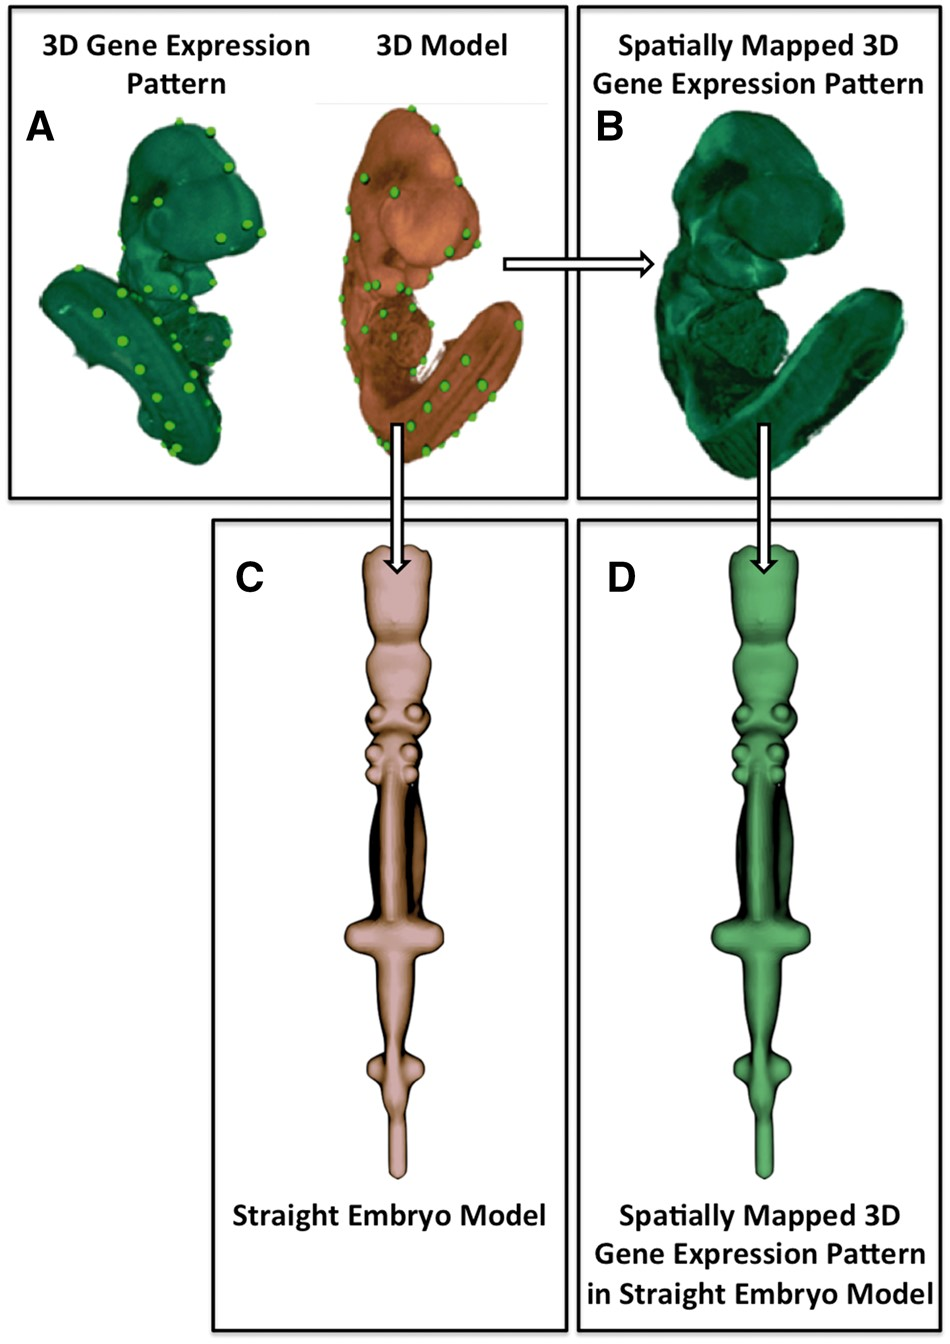 3D Gene Expression
Pattern
3D Model
A
Spatially Mapped 3D
Gene Expression Pattern
B
C
Straight Embryo Model
D
Spatially Mapped 3D
Gene Expression Pattern
in Straight Embryo Model